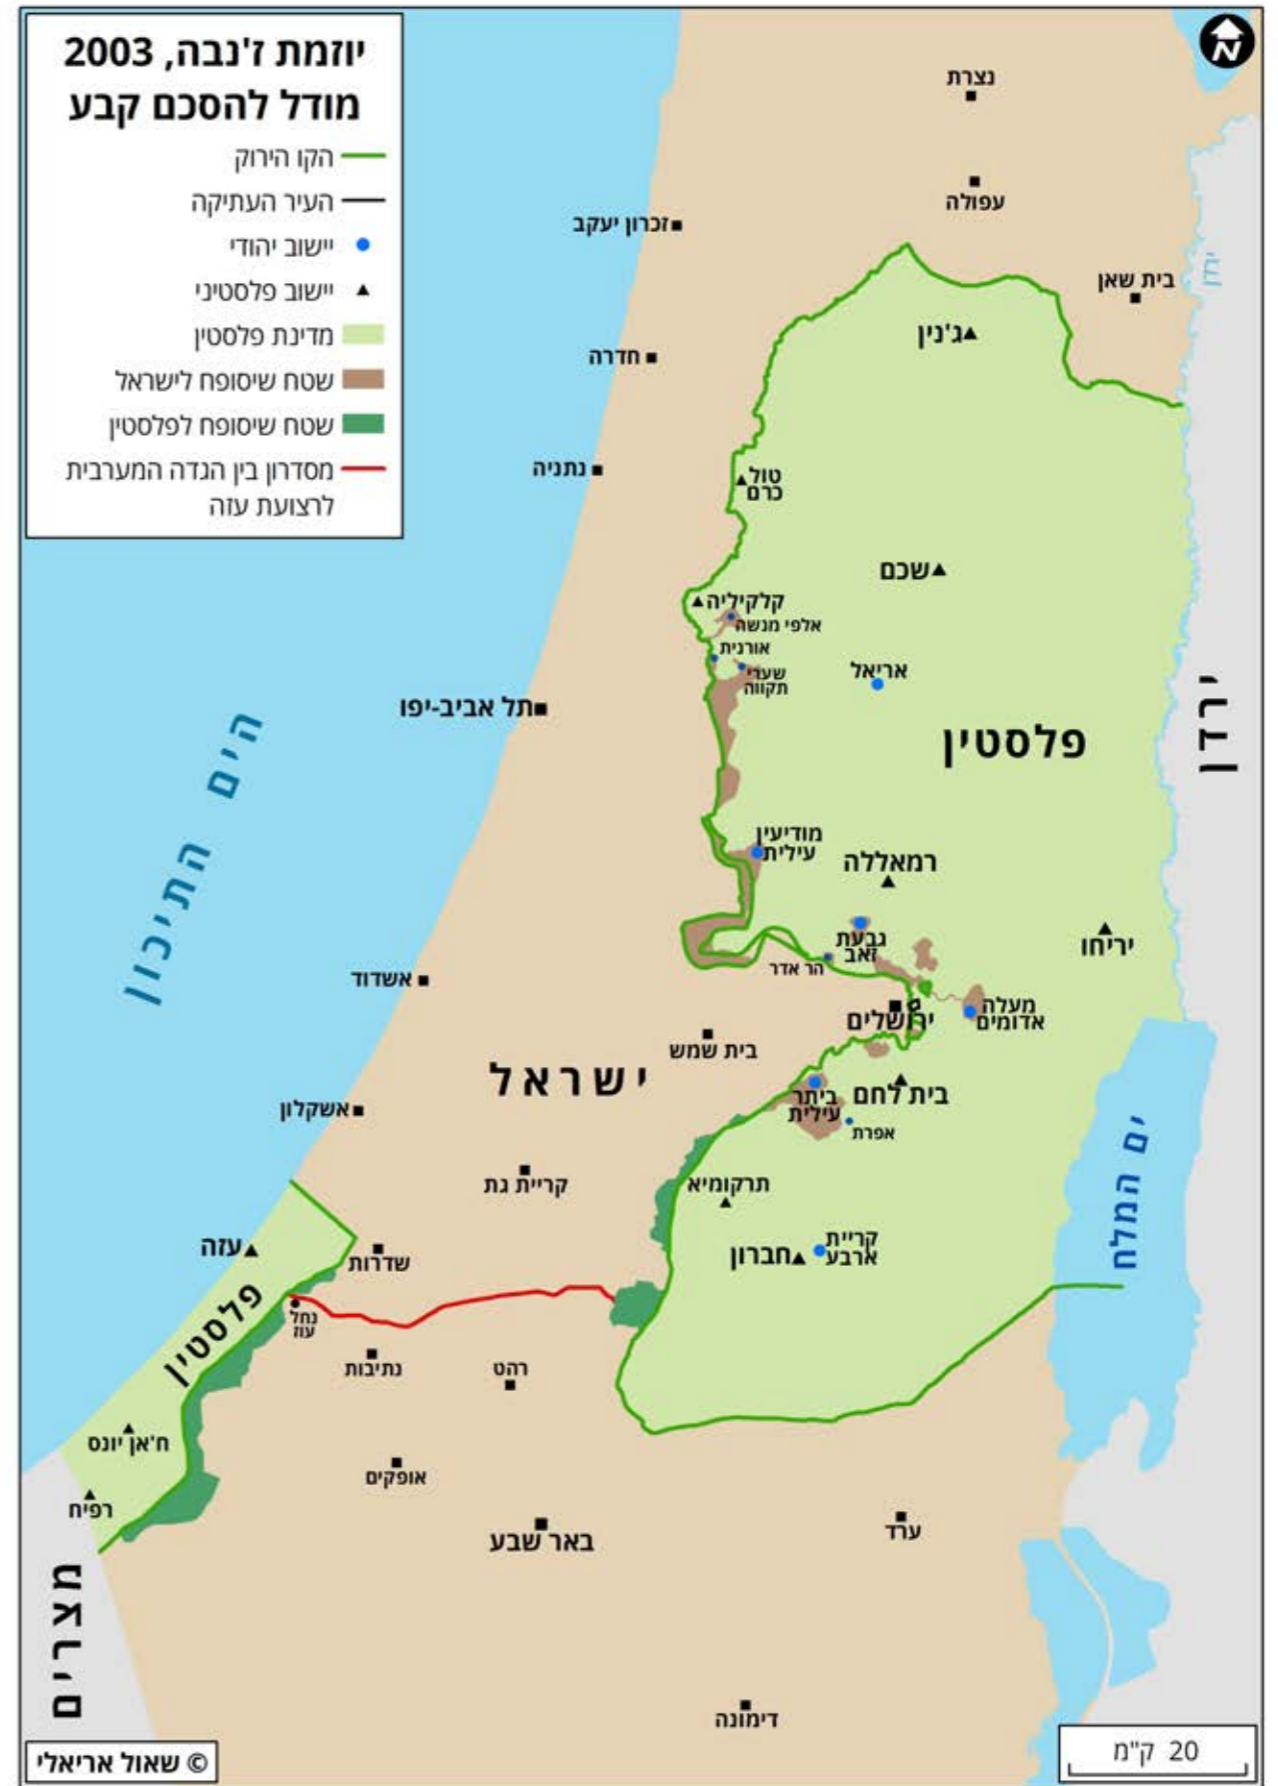 יוזמת ז'נבה, 2003
מודל להסכם קבע
הקו הירוק
העיר העתיקה
יישוב יהודי
יישוב פלסטיני
מדינת פלסטין
שטח שיסופח לישראל
שטח שיסופח לפלסטין
מסדרון בין הגדה המערבית
לרצועת עזה
N
נצרת
עפולה
זכרון יעקב
בית שאן
ירדן
ג'נין
חדרה
נתניה
טול
כרם
שכם
קלקיליה
אלפי מנשה
אורנית
שערי
תקווה
אריאל
תל אביב-יפו
פלסטין
ירדן
הים התיכון
מודיעין
עילית
רמאללה
גבעת
זאב
הר אדר
יריחו
אשדוד
ירושלים
מעלה
אדומים
בית שמש
ישראל
ביתר
עילית
בית לחם
אפרת
אשקלון
ים המלח
קריית גת
תרקומיא
עזה
שדרות
חברון
קריית
ארבע
פלסטין
נחל
עוז
נתיבות
רהט
ח'אן יונס
אופקים
רפיח
באר שבע
ערד
מצרים
דימונה
20 ק"מ
© שאול אריאלי